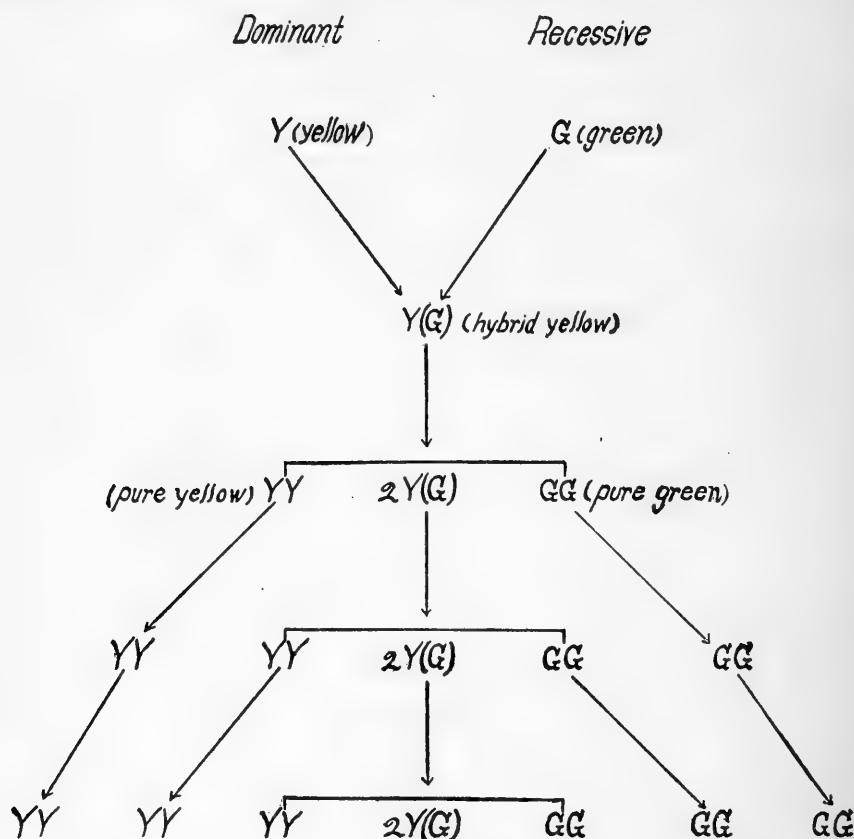 Dominant Recessive
Y (yellow) G (green)
Y(G) (hybrid yellow)
(pure yellow) YY 2Y(G) GG (pure green)
YY YY 2Y(G) GG GG
YY YY YY 2Y(G) GG GG GG